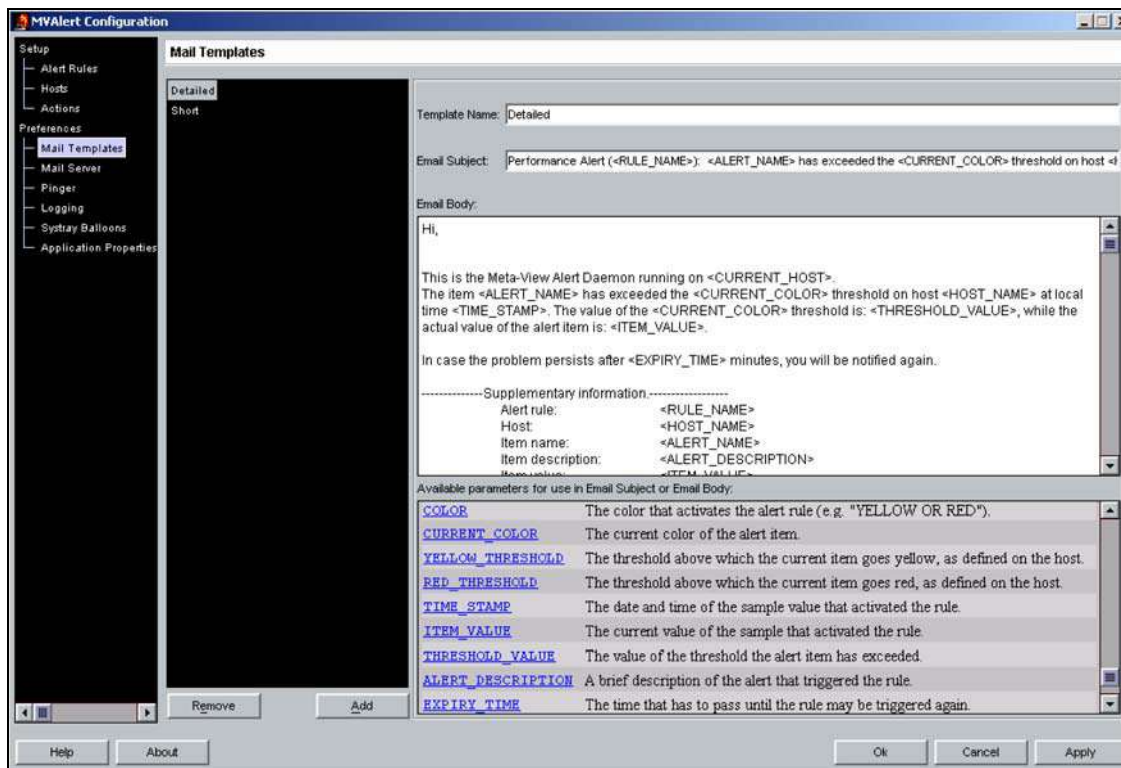 MVAlert Configuration
Setup
Alert Rules
Hosts
Actions
Preferences
Mail Templates
Mail Server
Pinger
Logging
Systray Balloons
Application Properties
Mail Templates
Detailed
Short
Remove
Add
Template Name: Detailed
Email Subject: Performance Alert (<RULE_NAME>): <ALERT_NAME> has exceeded the <CURRENT_COLOR> threshold on host
Email Body:
Hi,
This is the Meta-View Alert Daemon running on <CURRENT_HOST>.
The item <ALERT_NAME> has exceeded the <CURRENT_COLOR> threshold on host <HOST_NAME> at local
time <TIME_STAMP>. The value of the <CURRENT_COLOR> threshold is: <THRESHOLD_VALUE>, while the
actual value of the alert item is: <ITEM_VALUE>.
In case the problem persists after <EXPIRY_TIME> minutes, you will be notified again.
--------------Supplementary information.------------------
Alert rule: <RULE_NAME>
Host: <HOST_NAME>
Item name: <ALERT_NAME>
Item description: <ALERT_DESCRIPTION>
Item value: <ITEM_VALUE>
Available parameters for use in Email Subject or Email Body:
COLOR The color that activates the alert rule (e.g. "YELLOW OR RED").
CURRENT_COLOR The current color of the alert item.
YELLOW_THRESHOLD The threshold above which the current item goes yellow, as defined on the host.
RED_THRESHOLD The threshold above which the current item goes red, as defined on the host.
TIME_STAMP The date and time of the sample value that activated the rule.
ITEM_VALUE The current value of the sample that activated the rule.
THRESHOLD_VALUE The value of the threshold the alert item has exceeded.
ALERT_DESCRIPTION A brief description of the alert that triggered the rule.
EXPIRY_TIME The time that has to pass until the rule may be triggered again.
Help
About
Ok
Cancel
Apply